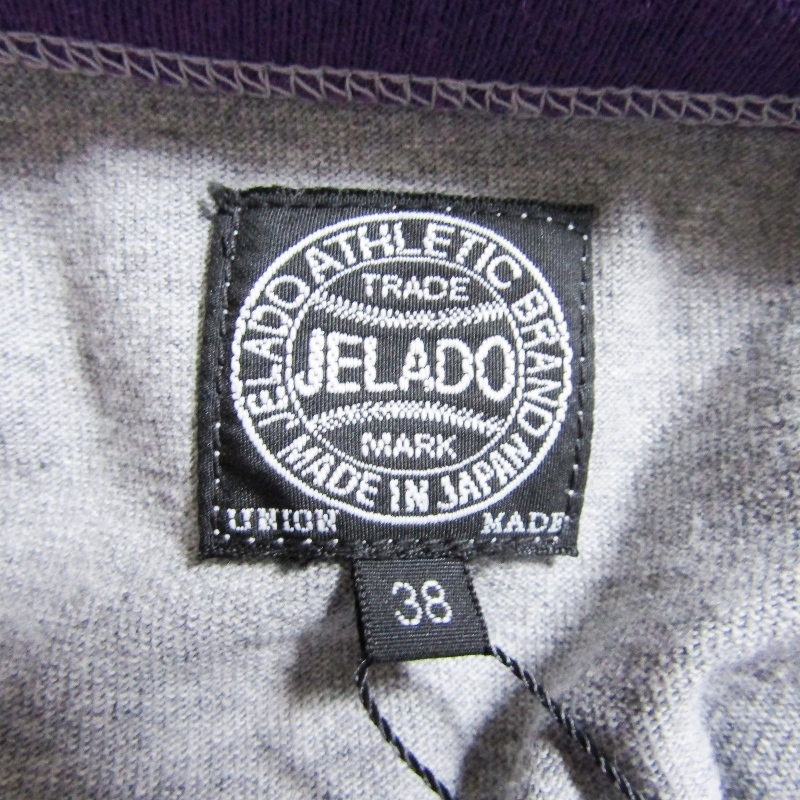 JELADO ATHLETIC BRAND
TRADE
JELADO
MARK
MADE IN JAPAN
UNION MADE
38